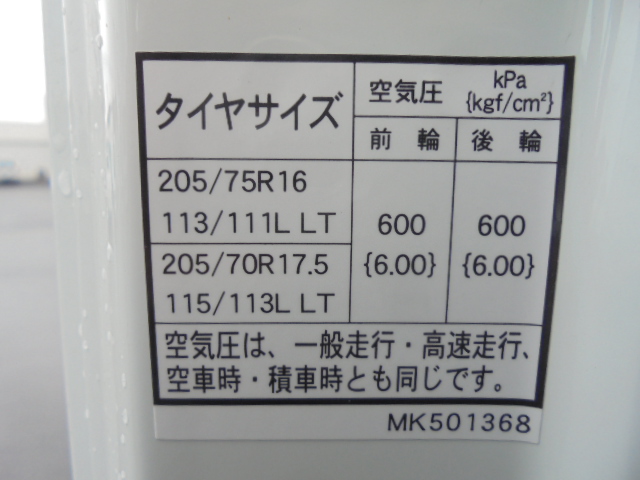 タイヤサイズ
空気圧 kPa {kgf/cm²}
前輪 後輪
205/75R16
113/111L LT
205/70R17.5
115/113L LT
600 600
{6.00} {6.00}
空気圧は、一般走行・高速走行、
空車時・積車時とも同じです。
MK501368